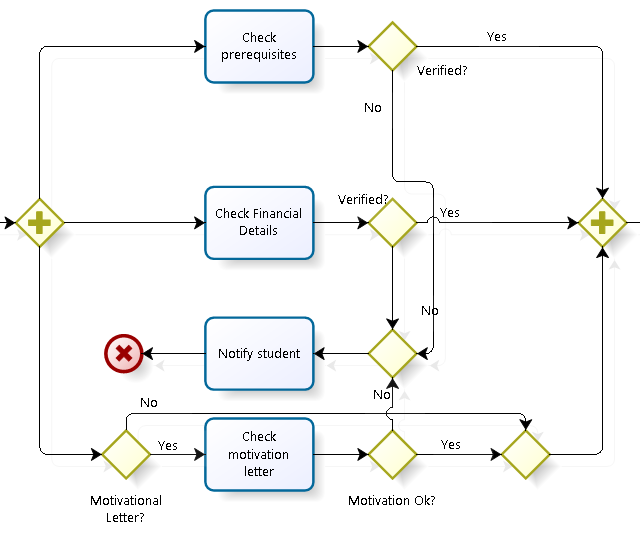 Check
prerequisites
Yes
Verified?
No
Check Financial
Details
Verified?
Yes
No
Notify student
No
No
Yes
Check
motivation
letter
Yes
Motivational
Letter?
Motivation Ok?